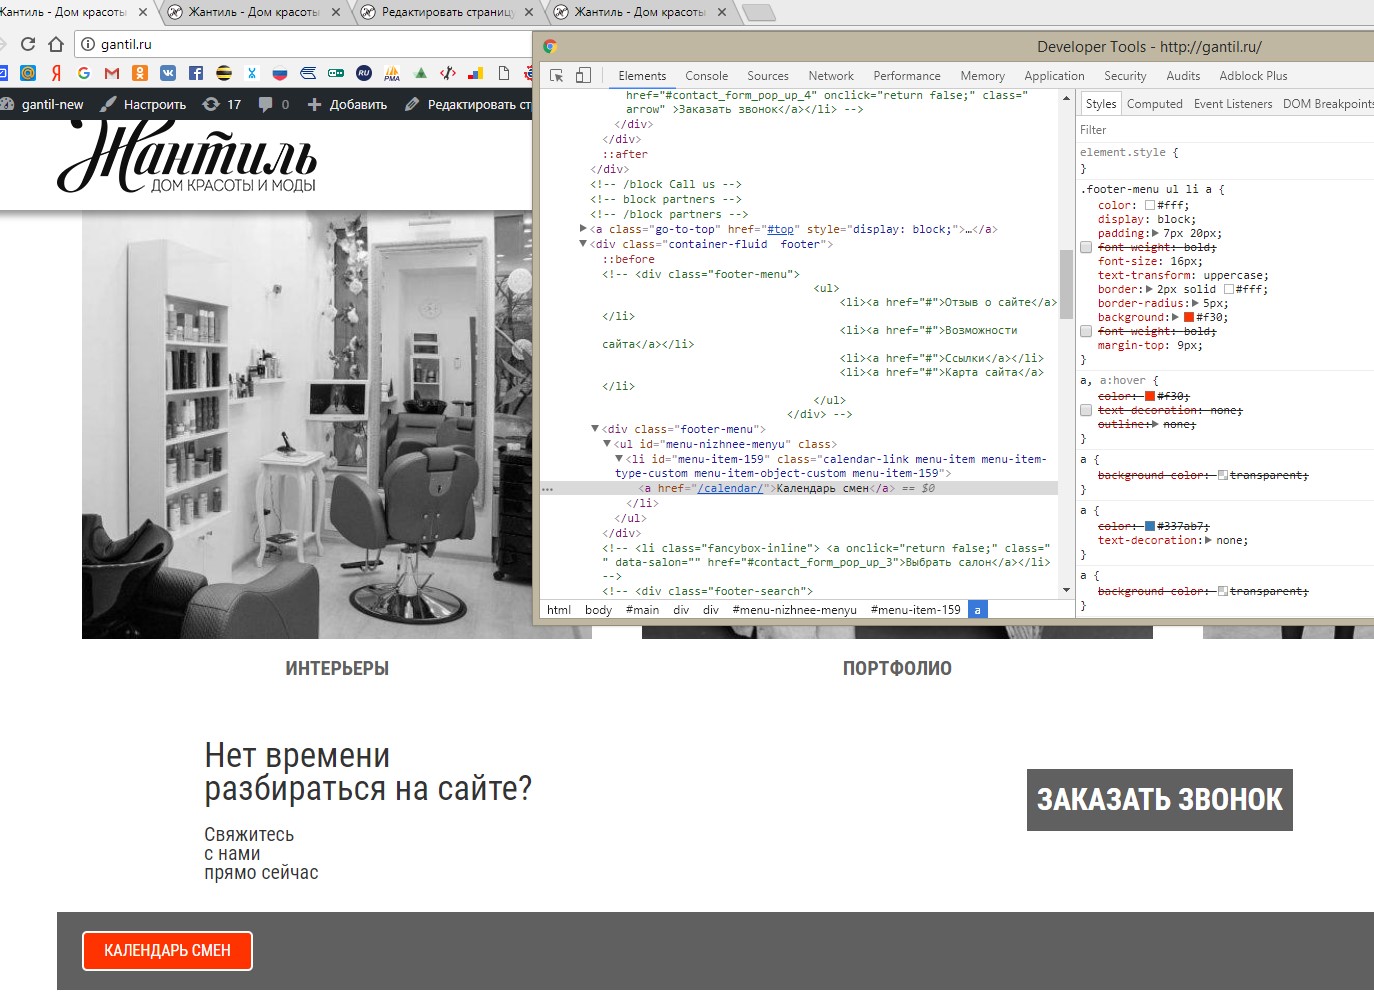 Жантиль - Дом красоты
Жантиль - Дом красоты
Редактировать страницу
Жантиль - Дом красоты
gantil.ru
gantil-new
Настроить
17
0
Добавить
Редактировать ст
Жантиль
ДОМ КРАСОТЫ И МОДЫ
Developer Tools - http://gantil.ru/
Elements Console Sources Network Performance Memory Application Security Audits Adblock Plus
href="#contact_form_pop_up_4" onclick="return false;" class="
arrow" >Заказать звонок</a></li> -->
</div>
</div>
::after
</div>
<!-- /block Call us -->
<!-- block partners -->
<!-- /block partners -->
<a class="go-to-top" href="#top" style="display: block;">…</a>
<div class="container-fluid  footer">
::before
<!-- <div class="footer-menu">
<ul>
<li><a href="#">Отзыв о сайте</a>
</li>
<li><a href="#">Возможности
сайта</a></li>
<li><a href="#">Ссылки</a></li>
<li><a href="#">Карта сайта</a>
</li>
</ul>
</div> -->
<div class="footer-menu">
<ul id="menu-nizhnee-menyu" class>
<li id="menu-item-159" class="calendar-link menu-item menu-item-
type-custom menu-item-object-custom menu-item-159">
<a href="/calendar/">Календарь смен</a> == $0
</li>
</ul>
</div>
<!-- <li class="fancybox-inline"> <a onclick="return false;" class="
" data-salon="" href="#contact_form_pop_up_3">Выбрать салон</a></li>
-->
<!-- <div class="footer-search">
html body #main div div #menu-nizhnee-menyu #menu-item-159 a
Styles Computed Event Listeners DOM Breakpoints
Filter
element.style {
}
.footer-menu ul li a {
color: #fff;
display: block;
padding: 7px 20px;
font-weight: bold;
font-size: 16px;
text-transform: uppercase;
border: 2px solid #fff;
border-radius: 5px;
background: #f30;
font-weight: bold;
margin-top: 9px;
}
a, a:hover {
color: #f30;
text-decoration: none;
outline: none;
}
a {
background-color: transparent;
}
a {
color: #337ab7;
text-decoration: none;
}
a {
background-color: transparent;
}
ИНТЕРЬЕРЫ
ПОРТФОЛИО
Нет времени
разбираться на сайте?
Свяжитесь
с нами
прямо сейчас
ЗАКАЗАТЬ ЗВОНОК
КАЛЕНДАРЬ СМЕН